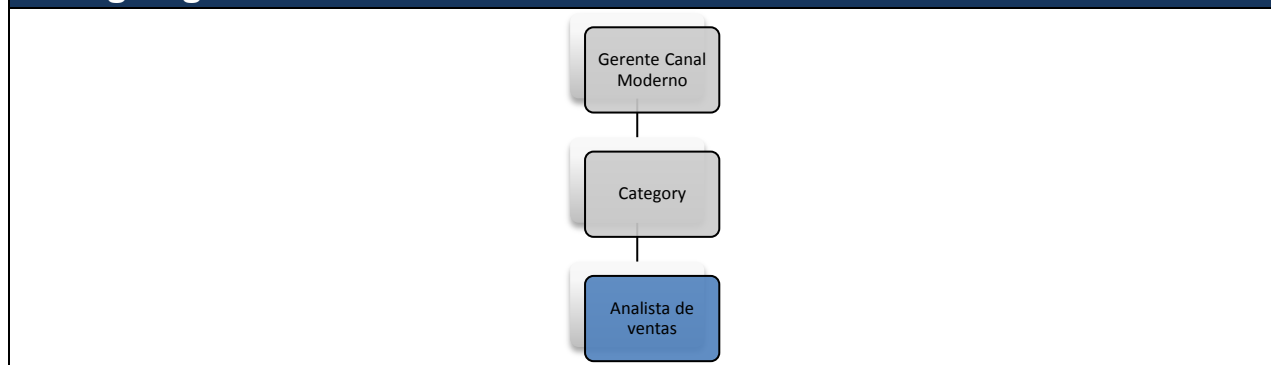 Gerente Canal
Moderno
Category
Analista de
ventas